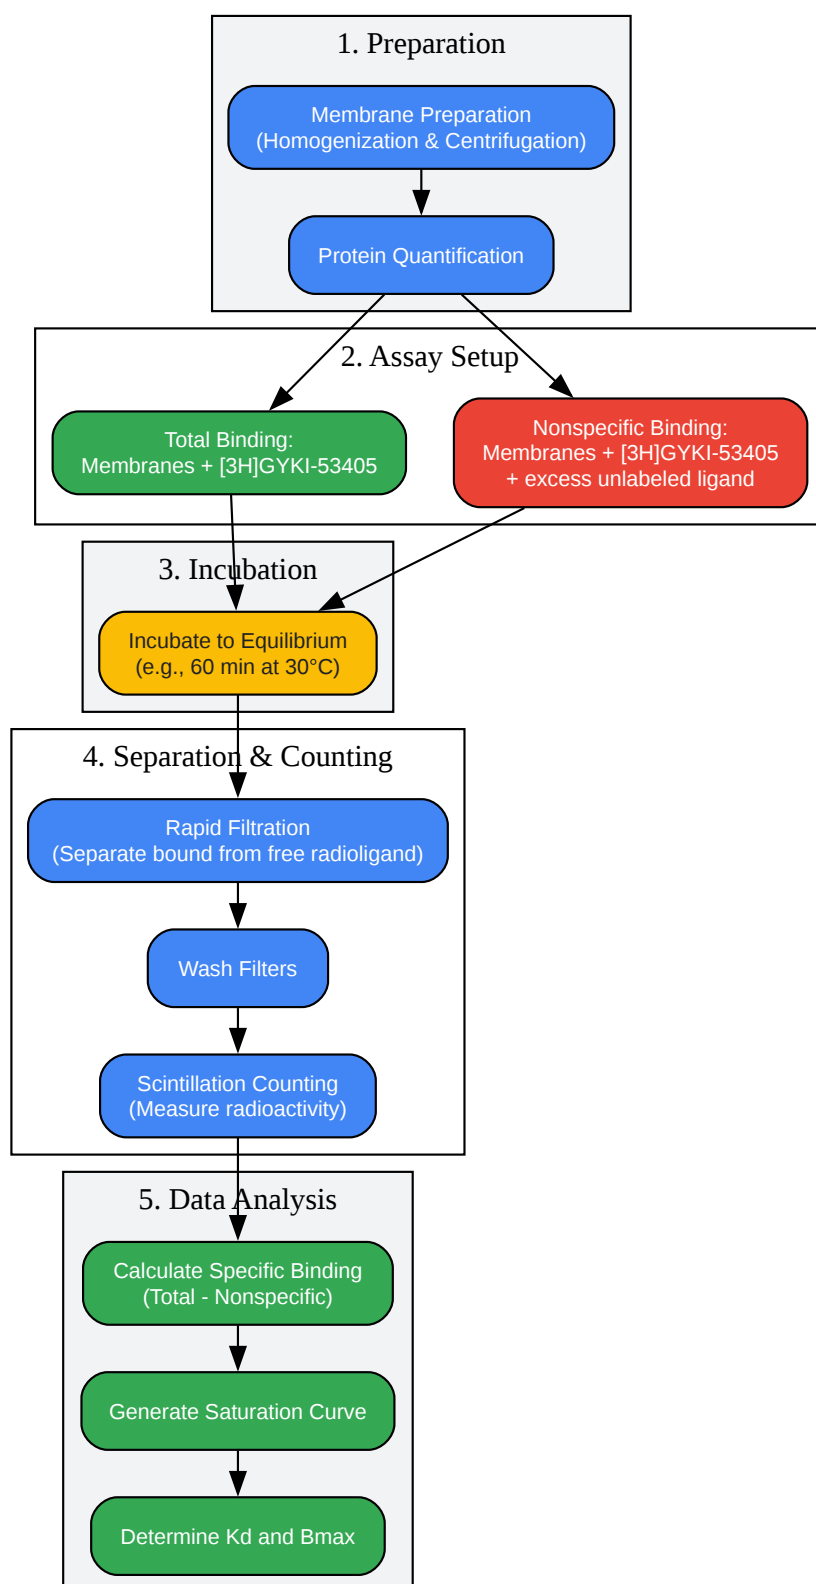 1. Preparation
Membrane Preparation
(Homogenization & Centrifugation)
Protein Quantification
2. Assay Setup
Total Binding:
Membranes + [3H]GYKI-53405
Nonspecific Binding:
Membranes + [3H]GYKI-53405
+ excess unlabeled ligand
3. Incubation
Incubate to Equilibrium
(e.g., 60 min at 30°C)
4. Separation & Counting
Rapid Filtration
(Separate bound from free radioligand)
Wash Filters
Scintillation Counting
(Measure radioactivity)
5. Data Analysis
Calculate Specific Binding
(Total - Nonspecific)
Generate Saturation Curve
Determine Kd and Bmax